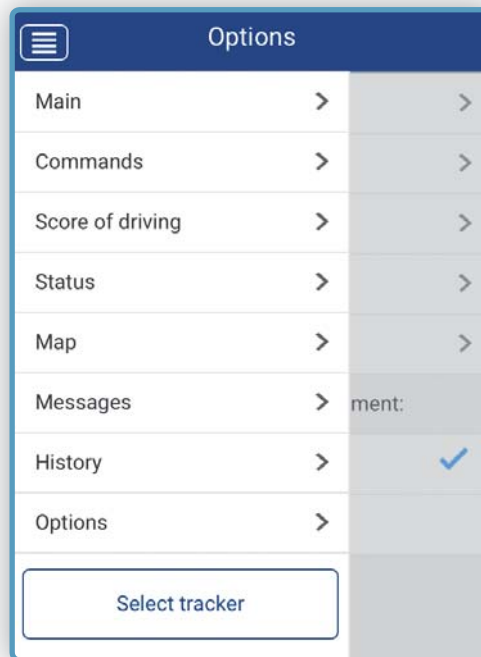 Options
Main
Commands
Score of driving
Status
Map
Messages
ment:
History
Options
Select tracker